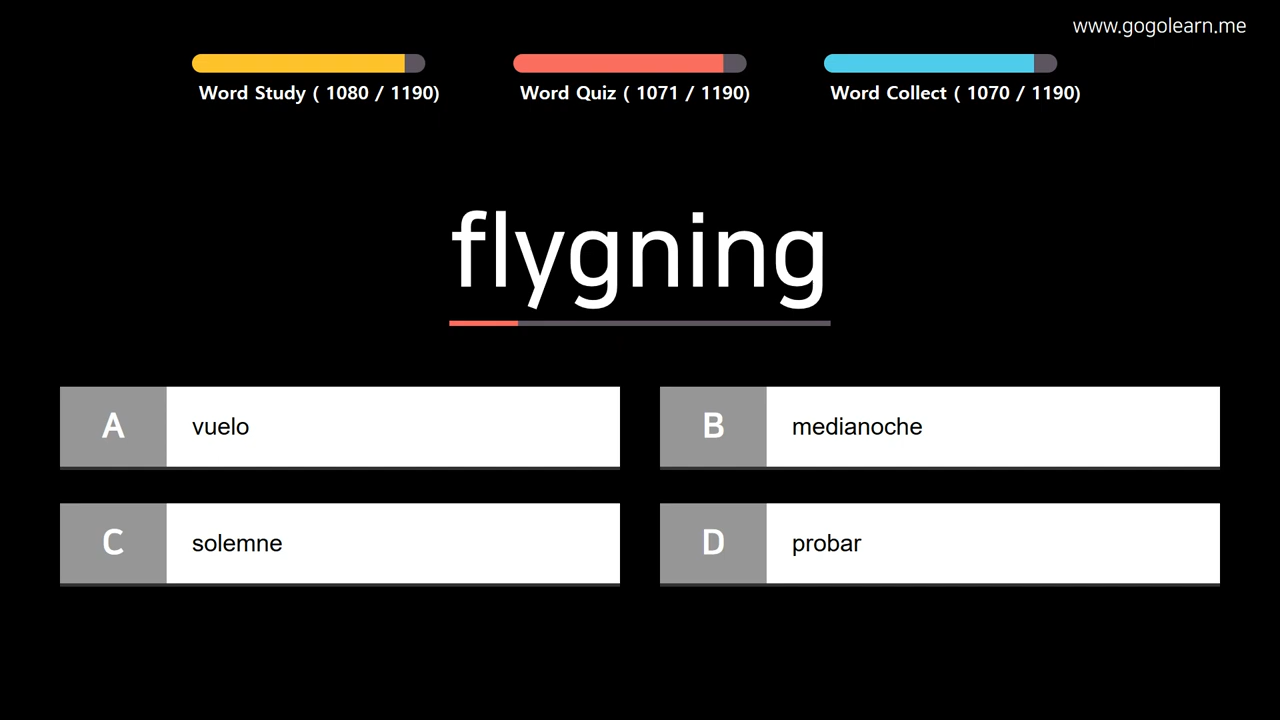 www.gogolearn.me
Word Study ( 1080 / 1190)
Word Quiz ( 1071 / 1190)
Word Collect ( 1070 / 1190)
flygning
A vuelo
B medianoche
C solemne
D probar